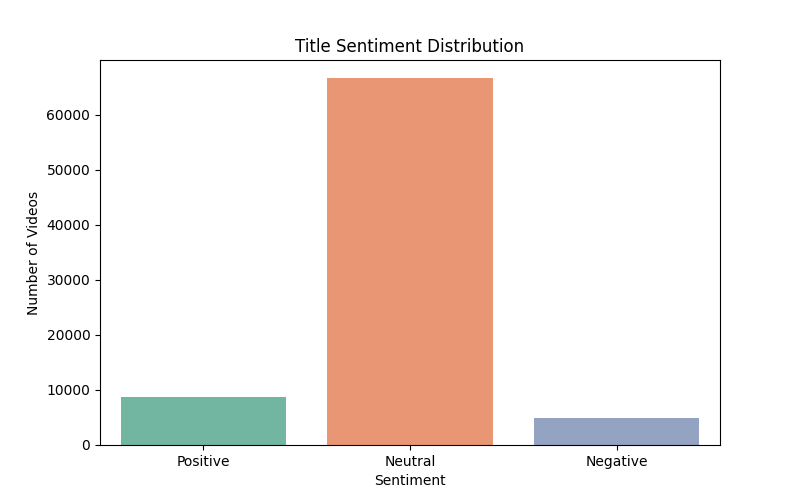 Title Sentiment Distribution
Number of Videos
60000
50000
40000
30000
20000
10000
0
Positive Neutral Negative
Sentiment